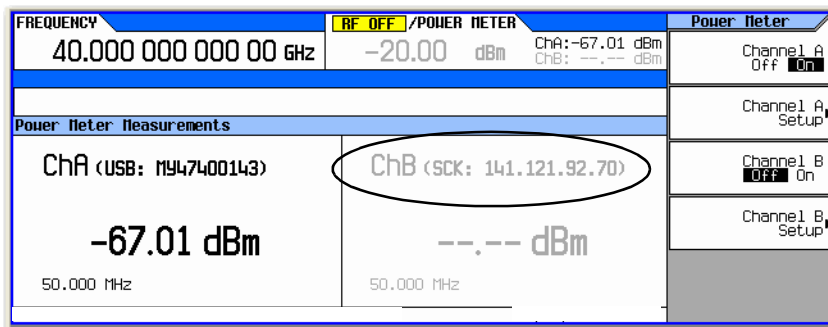 FREQUENCY
40.000 000 000 00 GHz
RF OFF /POWER METER
-20.00 dBm
ChA:-67.01 dBm
ChB: --.-- dBm
Power Meter Measurements
ChA (USB: MY47400143)
-67.01 dBm
50.000 MHz
ChB (SCK: 141.121.92.70)
--.-- dBm
50.000 MHz
Power Meter
Channel A
Off On
Channel A
Setup
Channel B
Off On
Channel B
Setup